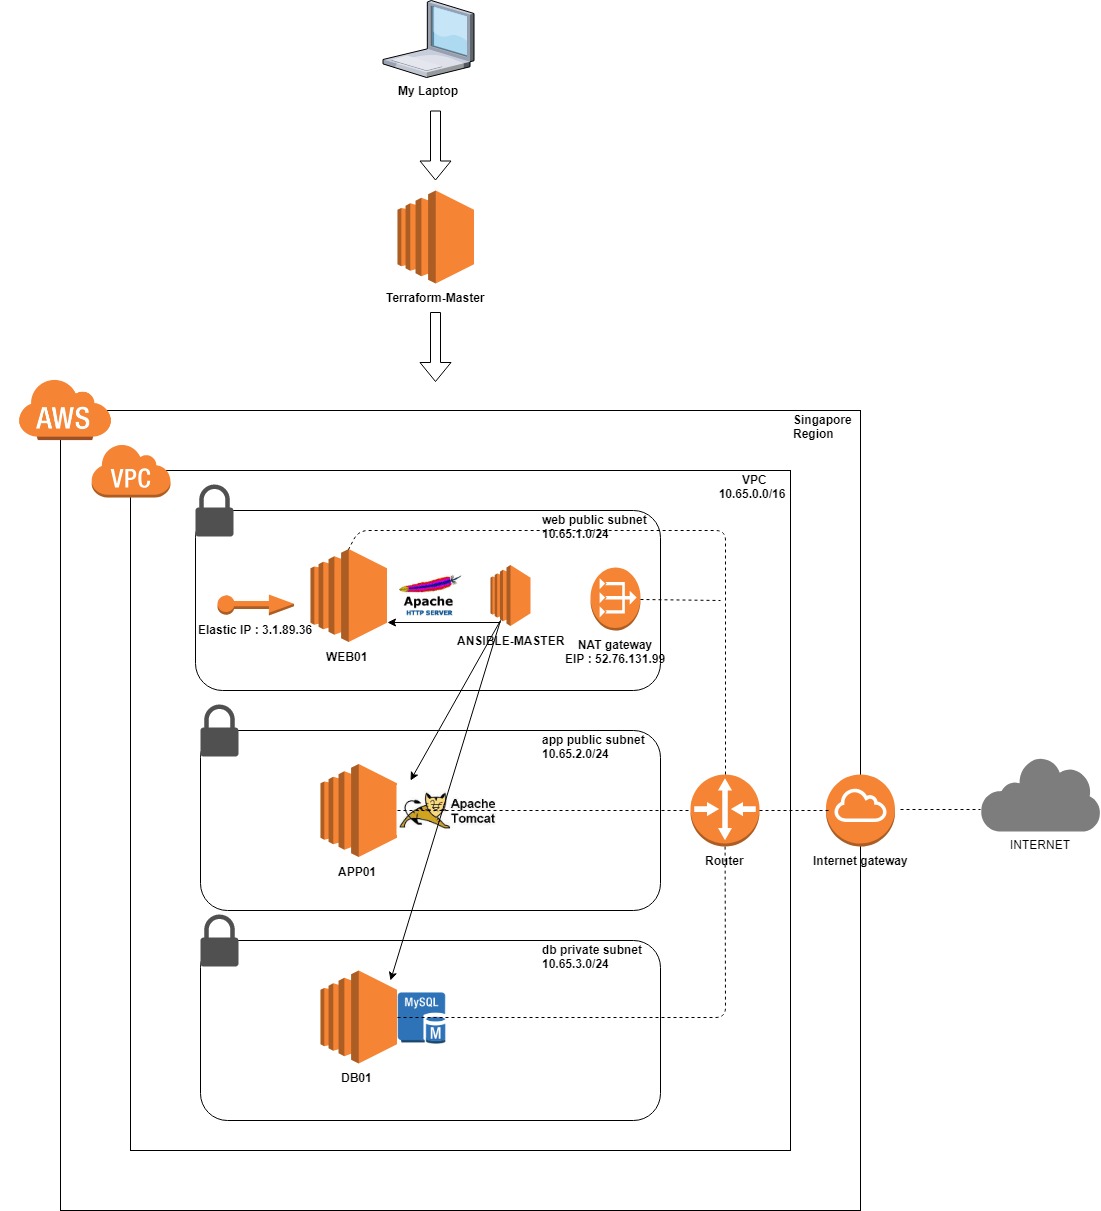 My Laptop
Terraform-Master
AWS
Singapore
Region
VPC
VPC
10.65.0.0/16
web public subnet
10.65.1.0/24
Apache
HTTP SERVER
Elastic IP : 3.1.89.36
WEB01
ANSIBLE-MASTER
NAT gateway
EIP : 52.76.131.99
app public subnet
10.65.2.0/24
Apache
Tomcat
APP01
Router
Internet gateway
INTERNET
db private subnet
10.65.3.0/24
MySQL
M
DB01